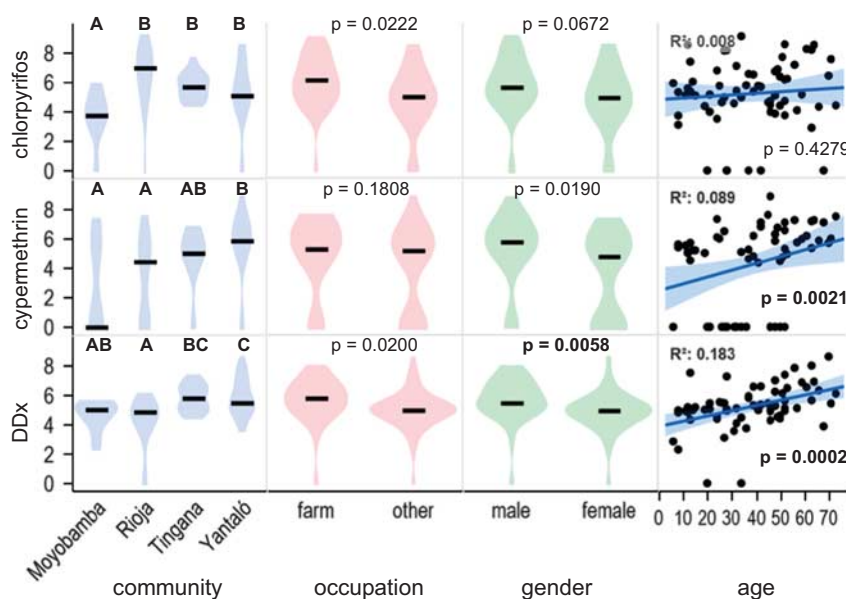 A B B B p = 0.0222 p = 0.0672
R²: 0.008
chlorpyrifos
8
6
4
2
0
p = 0.4279
A A AB B p = 0.1808 p = 0.0190
R²: 0.089
cypermethrin
8
6
4
2
0
p = 0.0021
AB A BC C p = 0.0200 p = 0.0058
R²: 0.183
DDx
8
6
4
2
0
p = 0.0002
Moyobamba Rioja Tingana Yantaló farm other male female 0 10 20 30 40 50 60 70
community occupation gender age